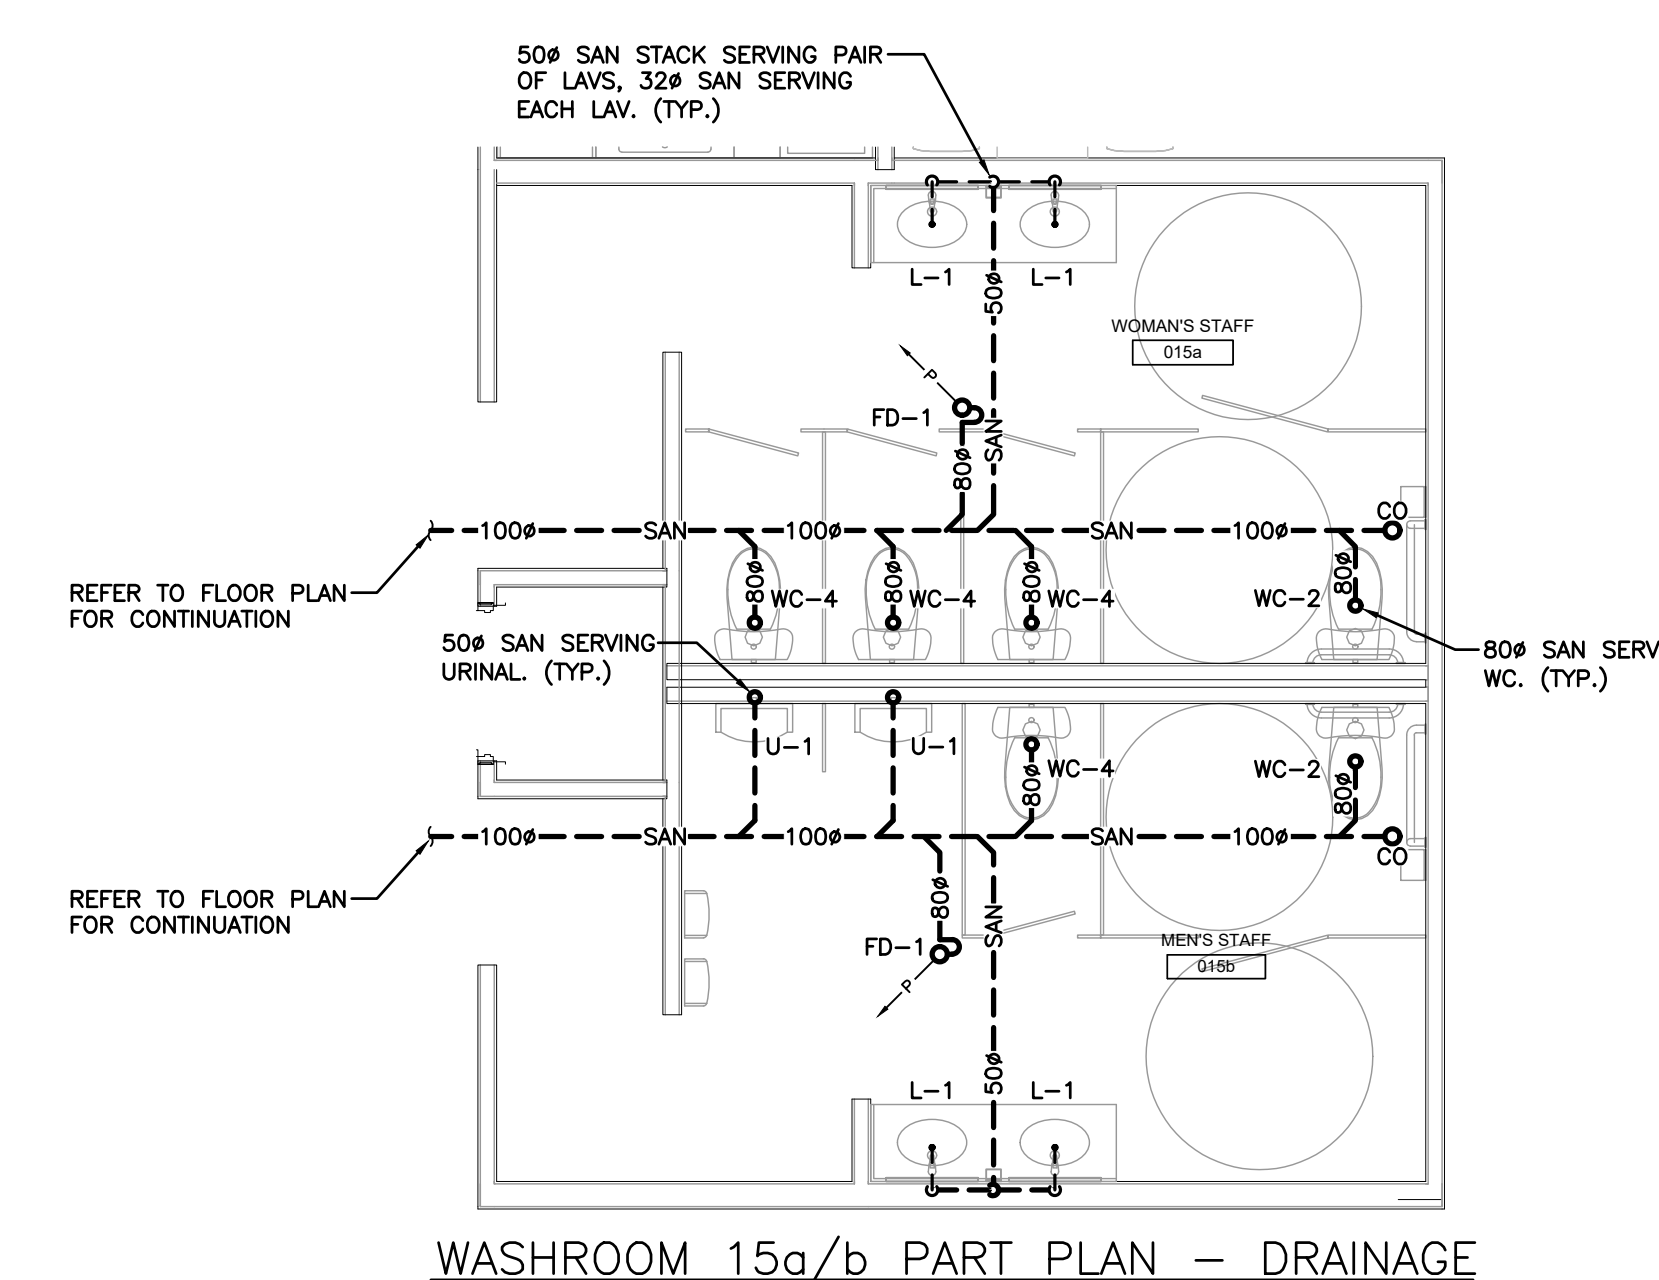 50ø SAN STACK SERVING PAIR
OF LAVS, 32ø SAN SERVING
EACH LAV. (TYP.)
L-1
L-1
50ø
WOMAN'S STAFF
015a
P
FD-1
80ø
SAN
CO
100ø
SAN
100ø
SAN
100ø
REFER TO FLOOR PLAN
FOR CONTINUATION
80ø
WC-4
80ø
WC-4
80ø
WC-4
80ø
WC-2
50ø SAN SERVING
URINAL. (TYP.)
80ø SAN SERV
WC. (TYP.)
U-1
U-1
80ø
WC-4
80ø
WC-2
100ø
SAN
100ø
SAN
100ø
CO
REFER TO FLOOR PLAN
FOR CONTINUATION
80ø
SAN
FD-1
P
MEN'S STAFF
015b
50ø
L-1
L-1
WASHROOM 15a/b PART PLAN - DRAINAGE